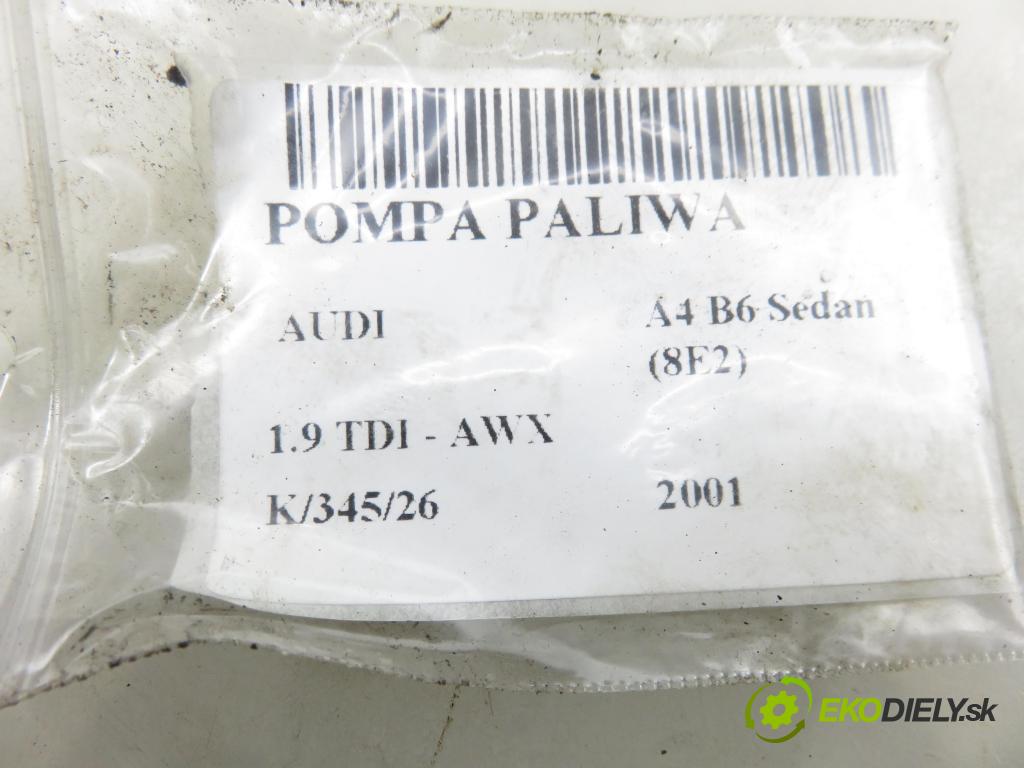 POMPA PALIWA
AUDI
A4 B6 Sedan
(8E2)
1.9 TDI - AWX
K/345/26
2001
EKODIELY.sk